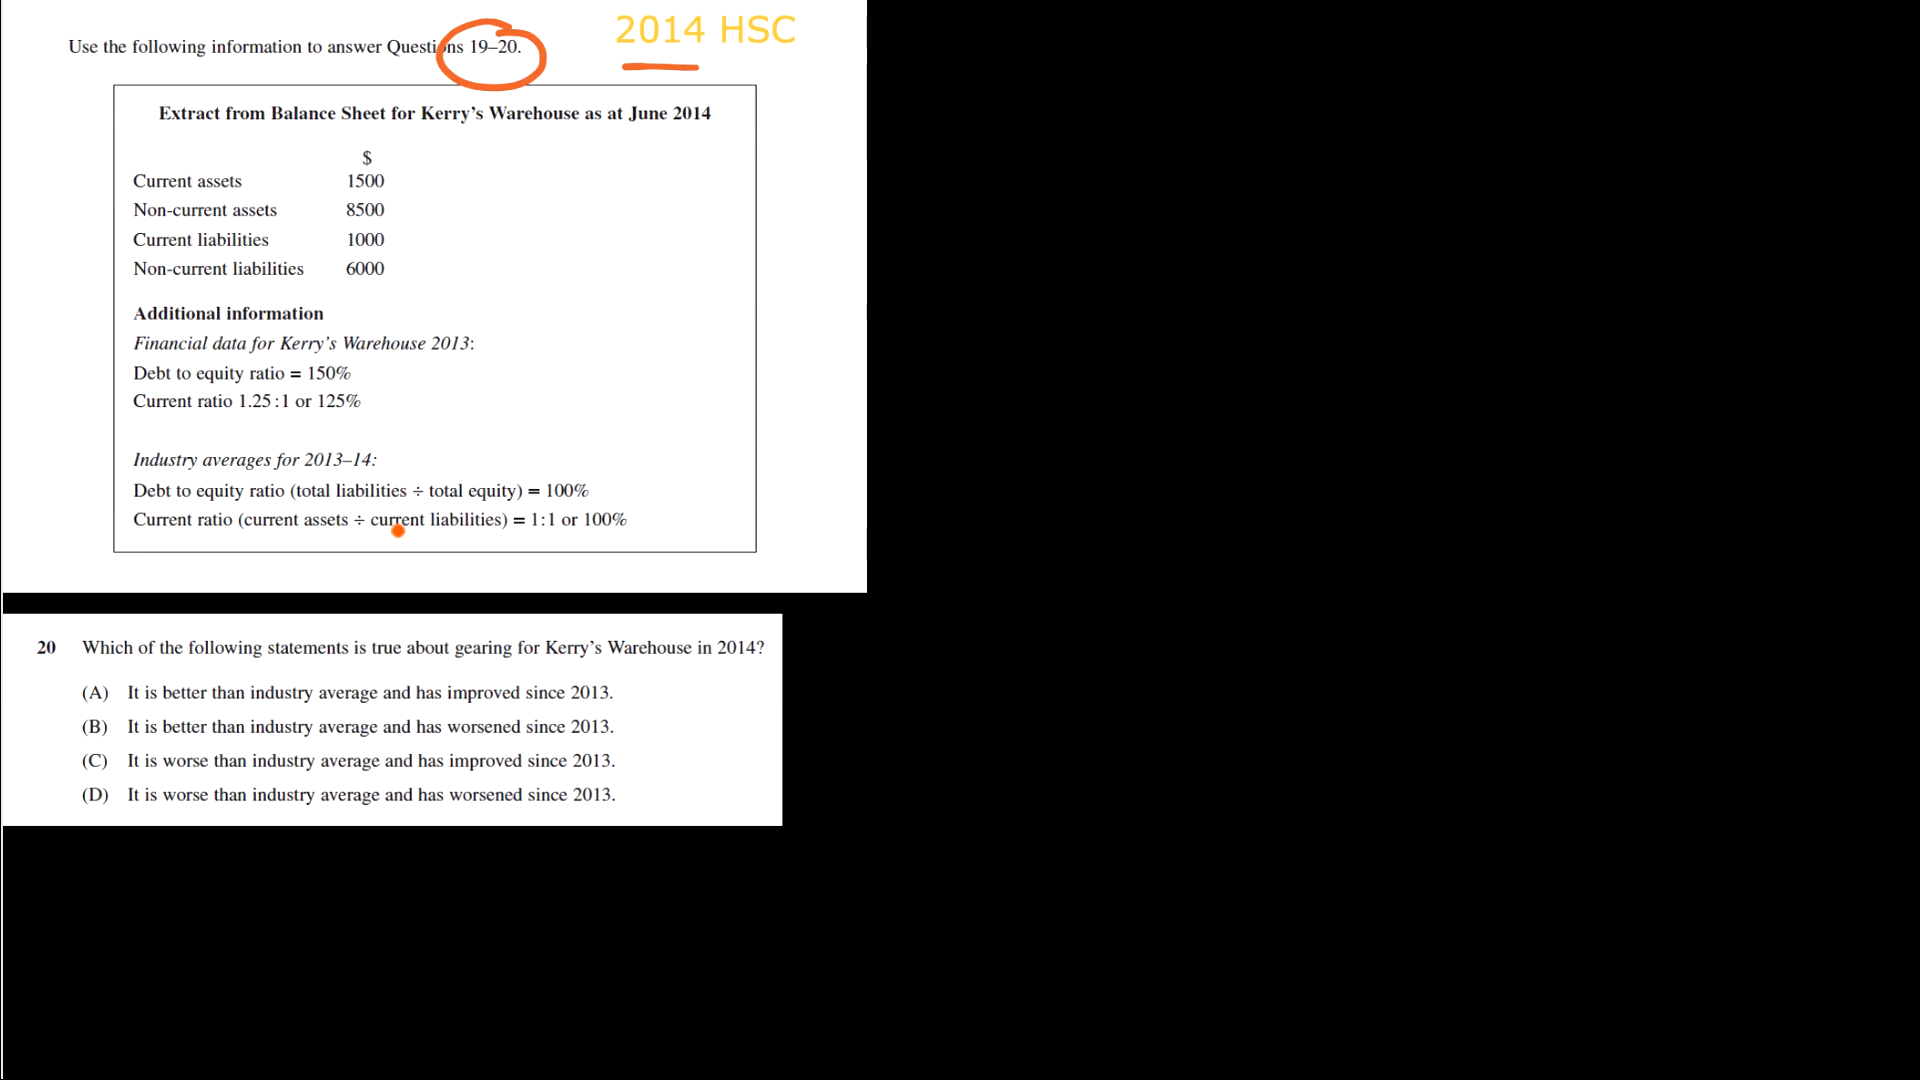 2014 HSC
Use the following information to answer Questions 19–20.
Extract from Balance Sheet for Kerry's Warehouse as at June 2014
$
Current assets 1500
Non-current assets 8500
Current liabilities 1000
Non-current liabilities 6000
Additional information
Financial data for Kerry's Warehouse 2013:
Debt to equity ratio = 150%
Current ratio 1.25 : 1 or 125%
Industry averages for 2013–14:
Debt to equity ratio (total liabilities ÷ total equity) = 100%
Current ratio (current assets ÷ current liabilities) = 1 : 1 or 100%
20 Which of the following statements is true about gearing for Kerry's Warehouse in 2014?
(A) It is better than industry average and has improved since 2013.
(B) It is better than industry average and has worsened since 2013.
(C) It is worse than industry average and has improved since 2013.
(D) It is worse than industry average and has worsened since 2013.